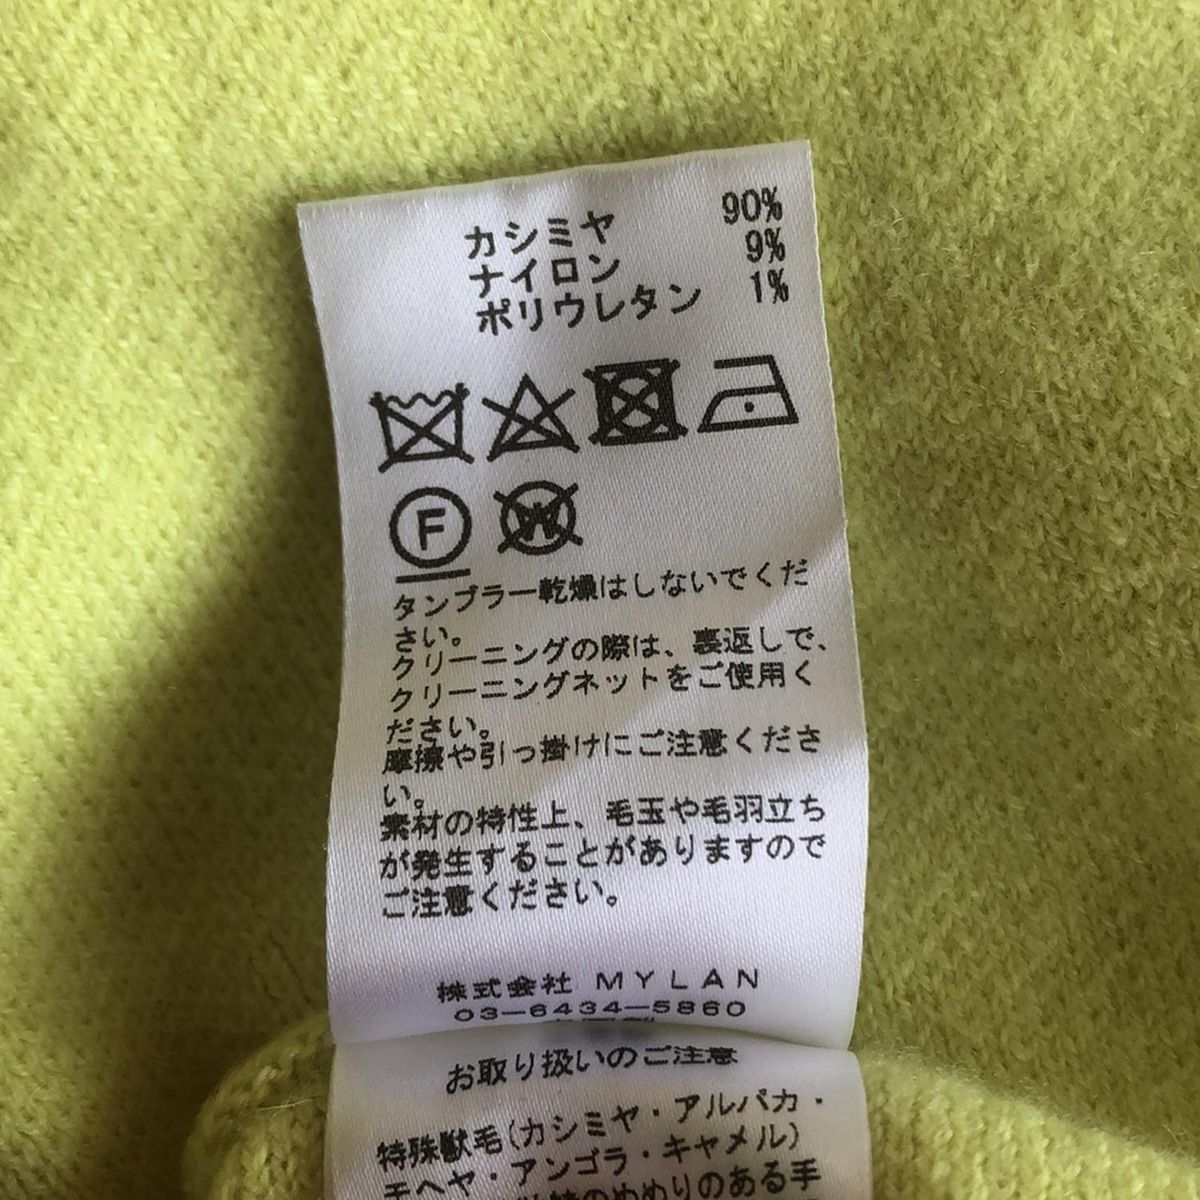 カシミヤ 90%
ナイロン 9%
ポリウレタン 1%
F
W
タンブラー乾燥はしないでくだ
さい。
クリーニングの際は、裏返しで、
クリーニングネットをご使用く
ださい。
摩擦や引っ掛けにご注意くださ
い。
素材の特性上、毛玉や毛羽立ち
が発生することがありますので
ご注意ください。
株式会社 MYLAN
03-6434-5860
お取り扱いのご注意
特殊獣毛(カシミヤ・アルパカ・
モヘヤ・アンゴラ・キャメル)
のぬめりのある手